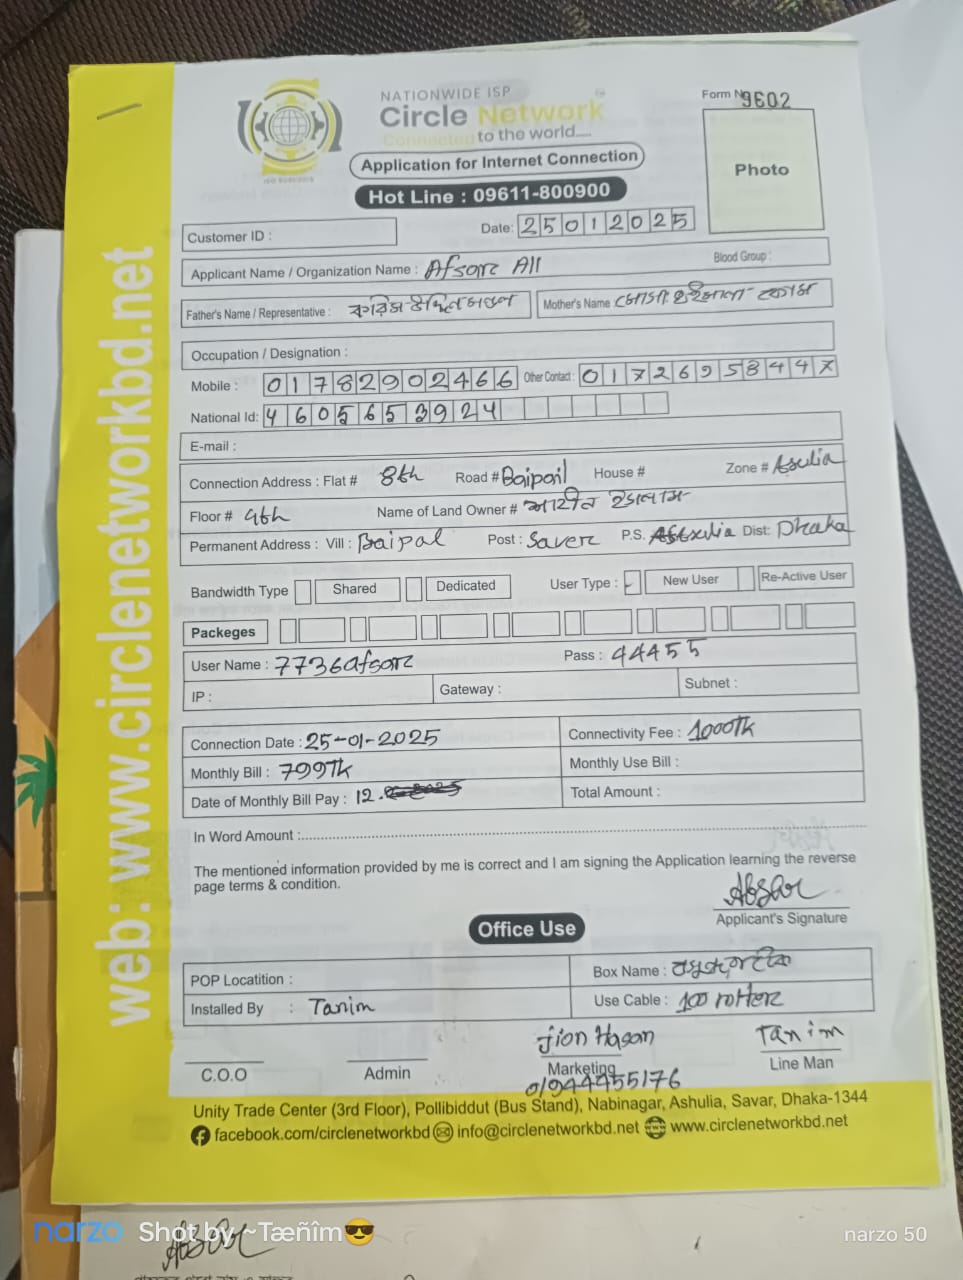 NATIONWIDE ISP
Circle Network
Connected to the world....
Application for Internet Connection
Hot Line : 09611-800900
Form No 9602
Photo
Customer ID :
Date: 25012025
Applicant Name / Organization Name : Afsar Ali
Blood Group :
Father's Name / Representative :
Mother's Name
Occupation / Designation :
Mobile : 01782902466 Other Contact : 01726958447
National Id: 4605653924
E-mail :
Connection Address : Flat # 8th Road # Baipail House # Zone # Asulia
Floor # 9th Name of Land Owner #
Permanent Address : Vill : Baipal Post : Saver P.S. Dist: Dhaka
Bandwidth Type Shared Dedicated User Type : New User Re-Active User
Packeges
User Name : 7736afsar Pass : 44455
IP : Gateway : Subnet :
Connection Date : 25-01-2025 Connectivity Fee : 1000Tk
Monthly Bill : 799Tk Monthly Use Bill :
Date of Monthly Bill Pay : 12. Total Amount :
In Word Amount :
The mentioned information provided by me is correct and I am signing the Application learning the reverse
page terms & condition.
Absar
Applicant's Signature
Office Use
POP Locatition : Box Name :
Installed By : Tanim Use Cable : 100
Jion Hasan Tanim
C.O.O Admin Marketing Line Man
01944455176
Unity Trade Center (3rd Floor), Pollibiddut (Bus Stand), Nabinagar, Ashulia, Savar, Dhaka-1344
facebook.com/circlenetworkbd info@circlenetworkbd.net www.circlenetworkbd.net
web: www.circlenetworkbd.net
Absar
narzo Shot by ~Tæñîm😎 narzo 50